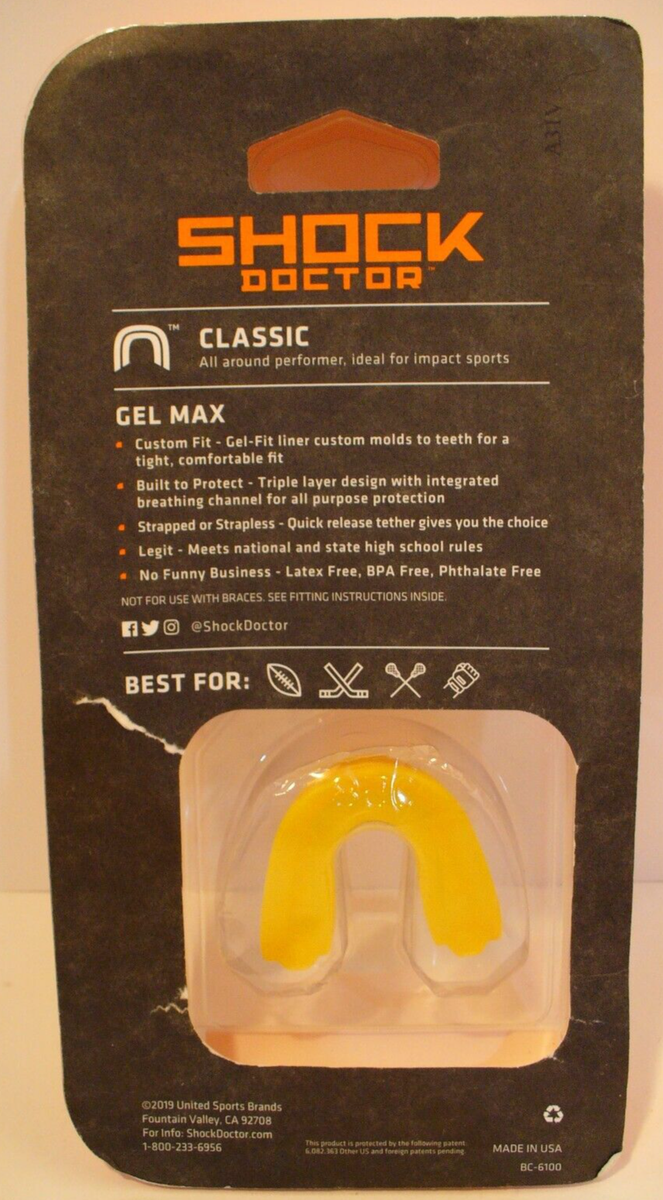 A31V
SHOCK
DOCTOR™
™ CLASSIC
All around performer, ideal for impact sports
GEL MAX
• Custom Fit - Gel-Fit liner custom molds to teeth for a
tight, comfortable fit
• Built to Protect - Triple layer design with integrated
breathing channel for all purpose protection
• Strapped or Strapless - Quick release tether gives you the choice
• Legit - Meets national and state high school rules
• No Funny Business - Latex Free, BPA Free, Phthalate Free
NOT FOR USE WITH BRACES. SEE FITTING INSTRUCTIONS INSIDE.
@ShockDoctor
BEST FOR:
©2019 United Sports Brands
Fountain Valley, CA 92708
For Info: ShockDoctor.com
1-800-233-6956
This product is protected by the following patent
6,082,363 Other US and foreign patents pending.
MADE IN USA
BC-6100